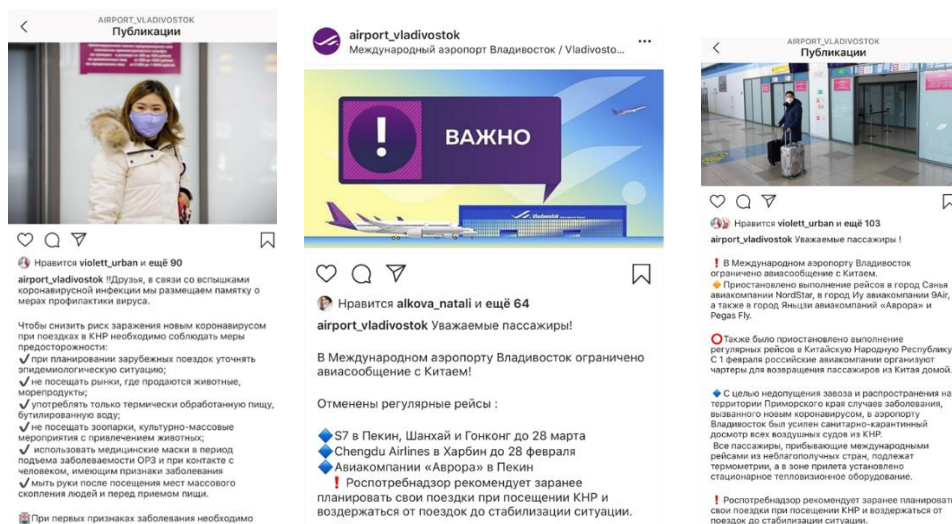 AIRPORT_VLADIVOSTOK
Публикации
Нравится violett_urban и ещё 90
airport_vladivostok ‼Друзья, в связи со вспышками
коронавирусной инфекции мы размещаем памятку о
мерах профилактики вируса.
Чтобы снизить риск заражения новым коронавирусом
при поездках в КНР необходимо соблюдать меры
предосторожности:
✓при планировании зарубежных поездок уточнять
эпидемиологическую ситуацию;
✓не посещать рынки, где продаются животные,
морепродукты;
✓употреблять только термически обработанную пищу,
бутилированную воду;
✓не посещать зоопарки, культурно-массовые
мероприятия с привлечением животных;
✓ использовать медицинские маски в период
подъема заболеваемости ОРЗ и при контакте с
человеком, имеющим признаки заболевания
✓мыть руки после посещения мест массового
скопления людей и перед приемом пищи.
При первых признаках заболевания необходимо
airport_vladivostok
Международный аэропорт Владивосток / Vladivosto...
ВАЖНО
Vladivostok
Нравится alkova_natali и ещё 64
airport_vladivostok Уважаемые пассажиры!
В Международном аэропорту Владивосток ограничено
авиасообщение с Китаем!
Отменены регулярные рейсы :
S7 в Пекин, Шанхай и Гонконг до 28 марта
Chengdu Airlines в Харбин до 28 февраля
Авиакомпании «Аврора» в Пекин
❗ Роспотребнадзор рекомендует заранее
планировать свои поездки при посещении КНР и
воздержаться от поездок до стабилизации ситуации.
AIRPORT_VLADIVOSTOK
Публикации
Нравится violett_urban и ещё 103
airport_vladivostok Уважаемые пассажиры !
❗ В Международном аэропорту Владивосток
ограничено авиасообщение с Китаем.
Приостановлено выполнение рейсов в город Санья
авиакомпании NordStar, в город Иу авиакомпании 9Air,
а также в город Яньцзи авиакомпаний «Аврора» и
Pegas Fly.
Также было приостановлено выполнение
регулярных рейсов в Китайскую Народную Республику.
С 1 февраля российские авиакомпании организуют
чартеры для возвращения пассажиров из Китая домой.
С целью недопущения завоза и распространения на
территории Приморского края случаев заболевания,
вызванного новым коронавирусом, в аэропорту
Владивосток был усилен санитарно-карантинный
досмотр всех воздушных судов из КНР.
Все пассажиры, прибывающие международными
рейсами из неблагополучных стран, подлежат
термометрии, а в зоне прилета установлено
стационарное тепловизионное оборудование.
❗ Роспотребнадзор рекомендует заранее планировать
свои поездки при посещении КНР и воздержаться от
поездок до стабилизации ситуации.